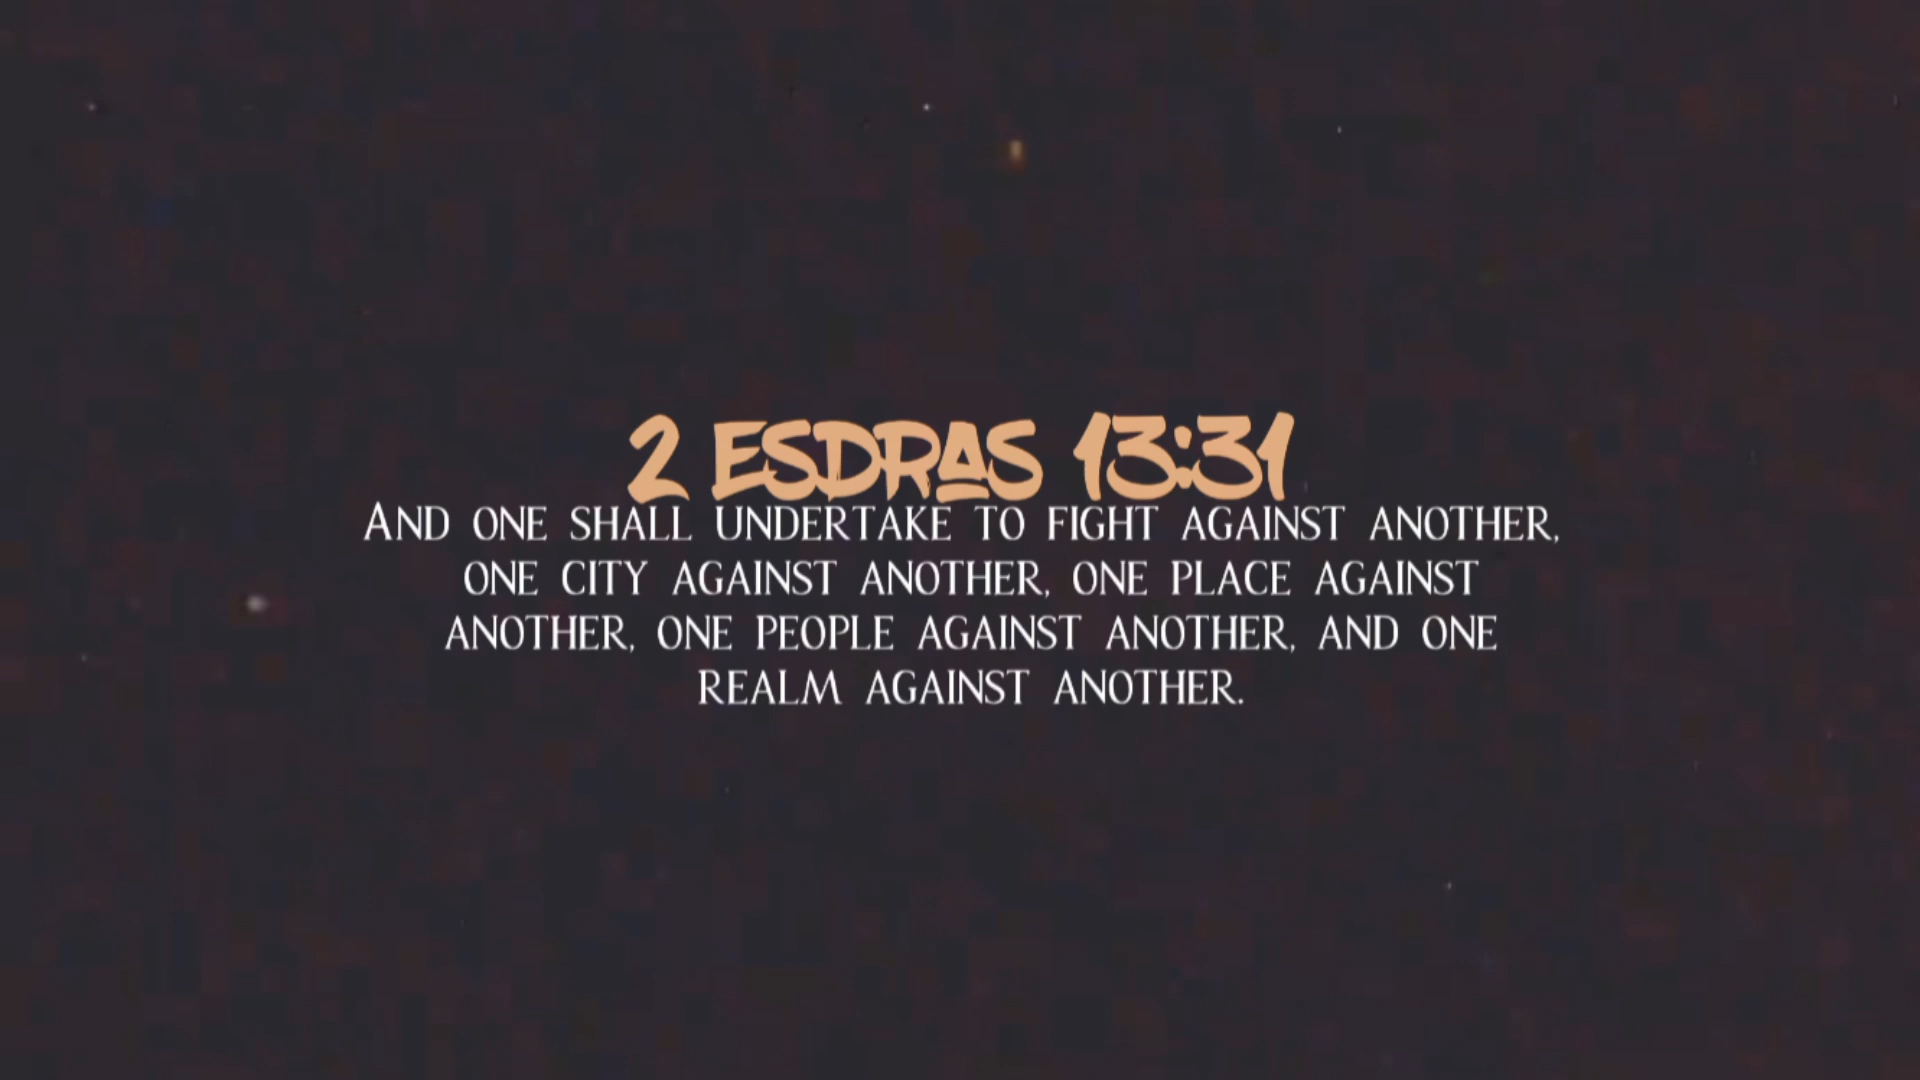 2 ESDRAS 13:31
AND ONE SHALL UNDERTAKE TO FIGHT AGAINST ANOTHER,
ONE CITY AGAINST ANOTHER, ONE PLACE AGAINST
ANOTHER, ONE PEOPLE AGAINST ANOTHER, AND ONE
REALM AGAINST ANOTHER.